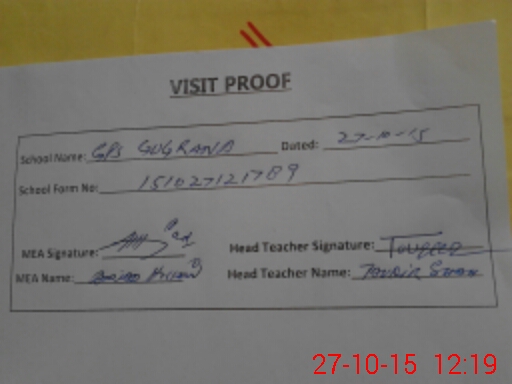 VISIT PROOF
School Name: GPS GUGRANA Dated: 27-10-15
School Form No: 151027121789
MEA Signature: Head Teacher Signature:
MEA Name: Head Teacher Name:
27-10-15 12:19